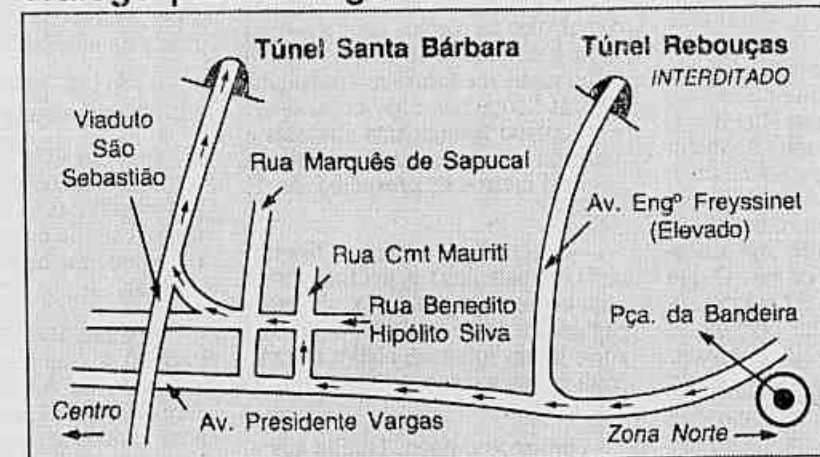 Túnel Santa Bárbara
Túnel Rebouças
INTERDITADO
Viaduto
São
Sebastião
Rua Marquês de Sapucaí
Av. Engº Freyssinet
(Elevado)
Rua Cmt Mauriti
Rua Benedito
Hipólito Silva
Pça. da Bandeira
Centro
Av. Presidente Vargas
Zona Norte